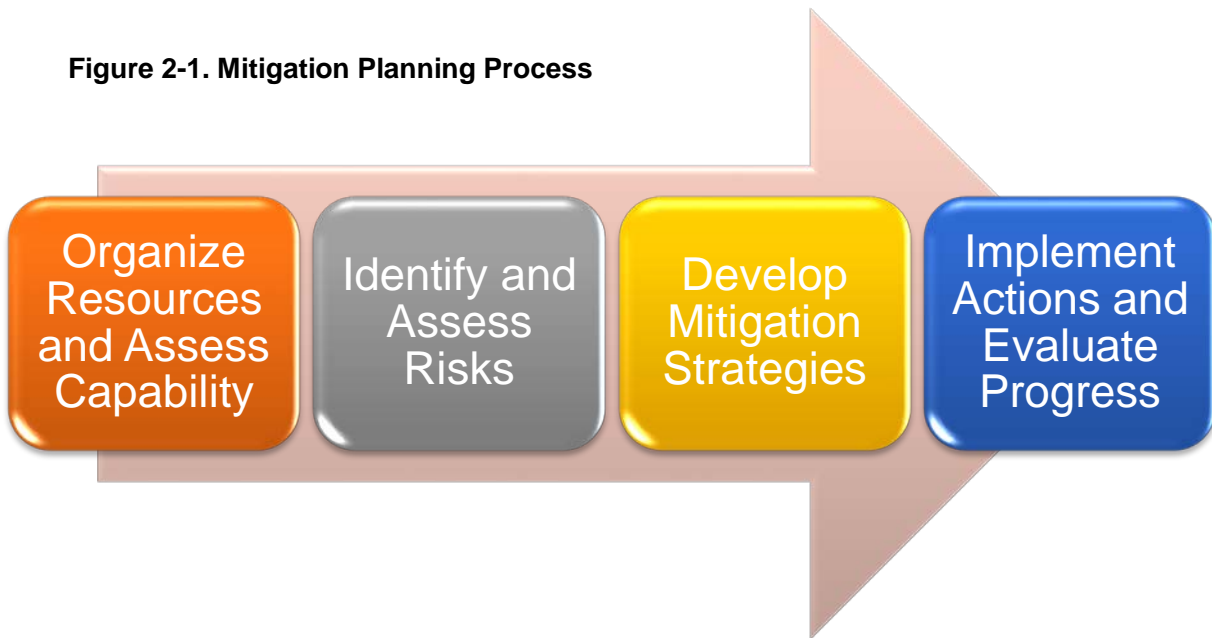 Figure 2-1. Mitigation Planning Process
Organize
Resources
and Assess
Capability
Identify and
Assess
Risks
Develop
Mitigation
Strategies
Implement
Actions and
Evaluate
Progress